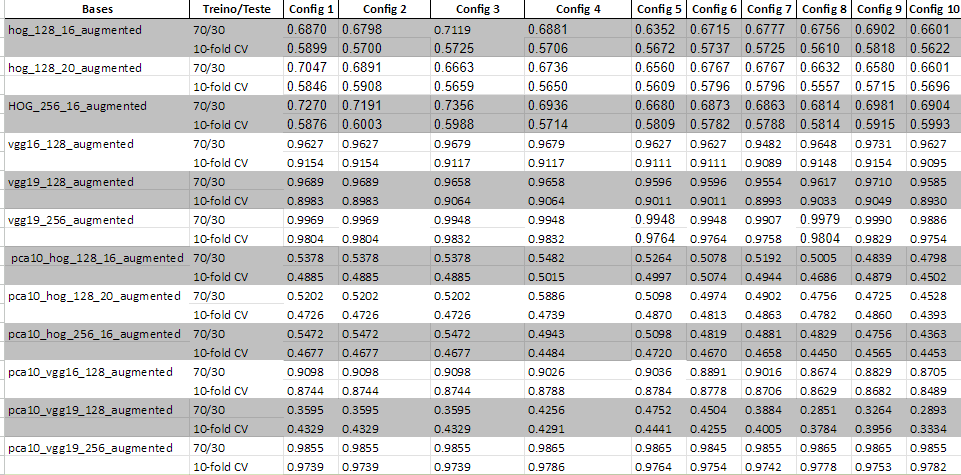 Bases Treino/Teste Config 1 Config 2 Config 3 Config 4 Config 5 Config 6 Config 7 Config 8 Config 9 Config 10
hog_128_16_augmented 70/30 0.6870 0.6798 0.7119 0.6881 0.6352 0.6715 0.6777 0.6756 0.6902 0.6601
10-fold CV 0.5899 0.5700 0.5725 0.5706 0.5672 0.5737 0.5725 0.5610 0.5818 0.5622
hog_128_20_augmented 70/30 0.7047 0.6891 0.6663 0.6736 0.6560 0.6767 0.6767 0.6632 0.6580 0.6601
10-fold CV 0.5846 0.5908 0.5659 0.5650 0.5609 0.5796 0.5796 0.5557 0.5715 0.5696
HOG_256_16_augmented 70/30 0.7270 0.7191 0.7356 0.6936 0.6680 0.6873 0.6863 0.6814 0.6981 0.6904
10-fold CV 0.5876 0.6003 0.5988 0.5714 0.5809 0.5782 0.5788 0.5814 0.5915 0.5993
vgg16_128_augmented 70/30 0.9627 0.9627 0.9679 0.9679 0.9627 0.9627 0.9482 0.9648 0.9731 0.9627
10-fold CV 0.9154 0.9154 0.9117 0.9117 0.9111 0.9111 0.9089 0.9148 0.9154 0.9095
vgg19_128_augmented 70/30 0.9689 0.9689 0.9658 0.9658 0.9596 0.9596 0.9554 0.9617 0.9710 0.9585
10-fold CV 0.8983 0.8983 0.9064 0.9064 0.9011 0.9011 0.8993 0.9033 0.9049 0.8930
vgg19_256_augmented 70/30 0.9969 0.9969 0.9948 0.9948 0.9948 0.9948 0.9907 0.9979 0.9990 0.9886
10-fold CV 0.9804 0.9804 0.9832 0.9832 0.9764 0.9764 0.9758 0.9804 0.9829 0.9754
pca10_hog_128_16_augmented 70/30 0.5378 0.5378 0.5378 0.5482 0.5264 0.5078 0.5192 0.5005 0.4839 0.4798
10-fold CV 0.4885 0.4885 0.4885 0.5015 0.4997 0.5074 0.4944 0.4686 0.4879 0.4502
pca10_hog_128_20_augmented 70/30 0.5202 0.5202 0.5202 0.5886 0.5098 0.4974 0.4902 0.4756 0.4725 0.4528
10-fold CV 0.4726 0.4726 0.4726 0.4739 0.4870 0.4813 0.4863 0.4782 0.4860 0.4393
pca10_hog_256_16_augmented 70/30 0.5472 0.5472 0.5472 0.4943 0.5098 0.4819 0.4881 0.4829 0.4756 0.4363
10-fold CV 0.4677 0.4677 0.4677 0.4484 0.4720 0.4670 0.4658 0.4450 0.4565 0.4453
pca10_vgg16_128_augmented 70/30 0.9098 0.9098 0.9098 0.9026 0.9036 0.8891 0.9016 0.8674 0.8829 0.8705
10-fold CV 0.8744 0.8744 0.8744 0.8788 0.8784 0.8778 0.8706 0.8629 0.8682 0.8489
pca10_vgg19_128_augmented 70/30 0.3595 0.3595 0.3595 0.4256 0.4752 0.4504 0.3884 0.2851 0.3264 0.2893
10-fold CV 0.4329 0.4329 0.4329 0.4291 0.4441 0.4255 0.4005 0.3784 0.3956 0.3334
pca10_vgg19_256_augmented 70/30 0.9855 0.9855 0.9855 0.9865 0.9865 0.9845 0.9855 0.9865 0.9865 0.9865
10-fold CV 0.9739 0.9739 0.9739 0.9786 0.9764 0.9754 0.9742 0.9778 0.9753 0.9782